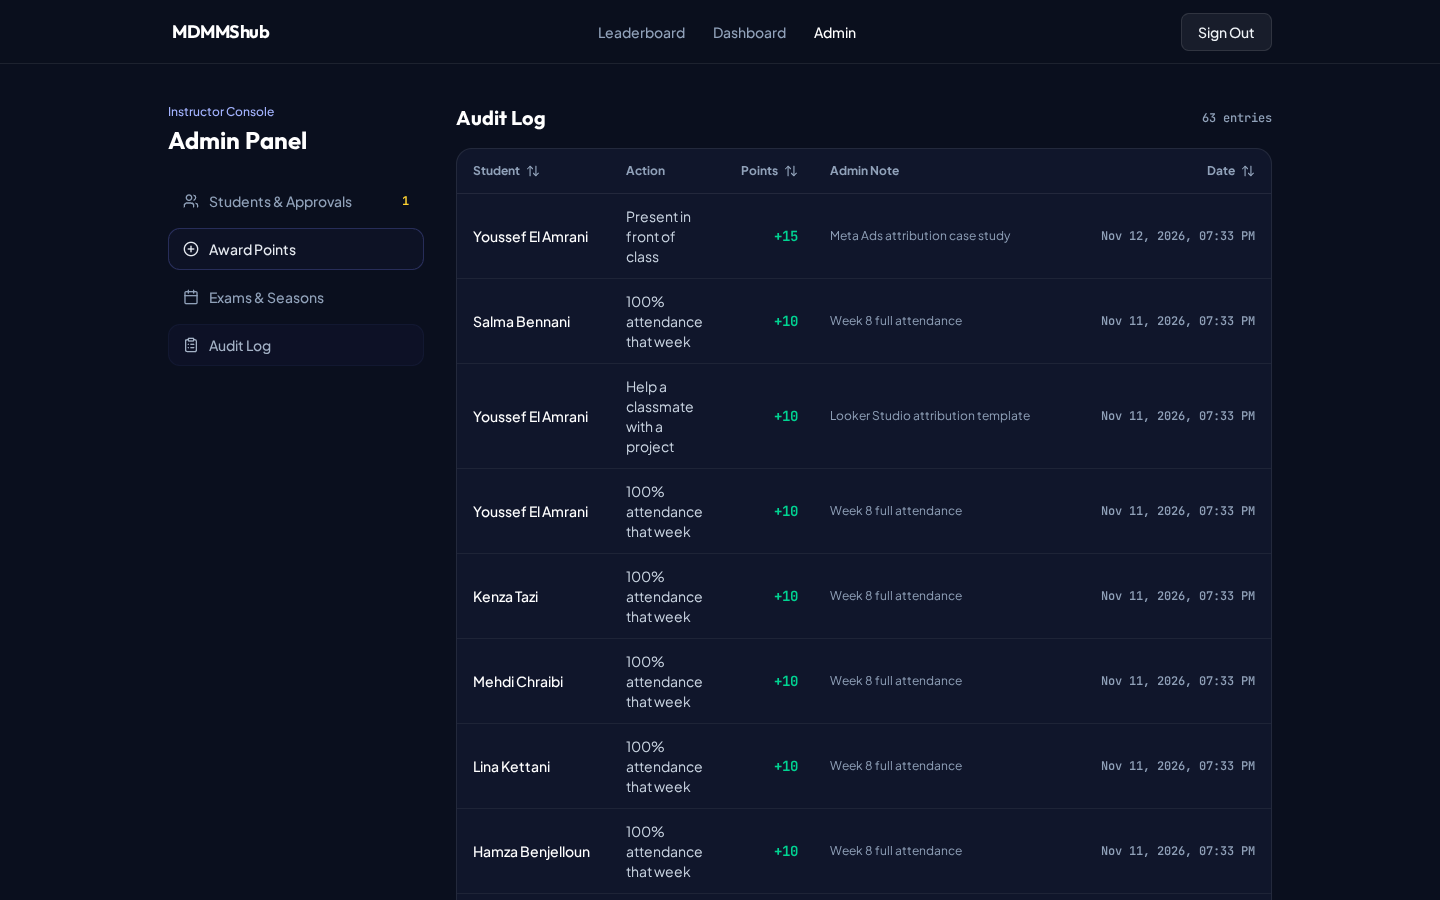 MDMMShub
Leaderboard
Dashboard
Admin
Sign Out
Instructor Console
Admin Panel
Students & Approvals
1
Award Points
Exams & Seasons
Audit Log
Audit Log
63 entries
Student
Action
Points
Admin Note
Date
Youssef El Amrani
Present in
front of
class
+15
Meta Ads attribution case study
Nov 12, 2026, 07:33 PM
Salma Bennani
100%
attendance
that week
+10
Week 8 full attendance
Nov 11, 2026, 07:33 PM
Youssef El Amrani
Help a
classmate
with a
project
+10
Looker Studio attribution template
Nov 11, 2026, 07:33 PM
Youssef El Amrani
100%
attendance
that week
+10
Week 8 full attendance
Nov 11, 2026, 07:33 PM
Kenza Tazi
100%
attendance
that week
+10
Week 8 full attendance
Nov 11, 2026, 07:33 PM
Mehdi Chraibi
100%
attendance
that week
+10
Week 8 full attendance
Nov 11, 2026, 07:33 PM
Lina Kettani
100%
attendance
that week
+10
Week 8 full attendance
Nov 11, 2026, 07:33 PM
Hamza Benjelloun
100%
attendance
that week
+10
Week 8 full attendance
Nov 11, 2026, 07:33 PM